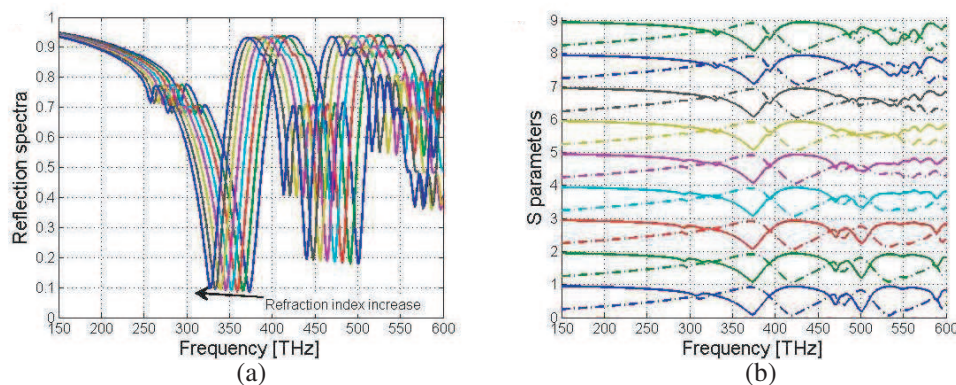 Reflection spectra
1
0.9
0.8
0.7
0.6
0.5
0.4
0.3
0.2
0.1
0
Refraction index increase
150 200 250 300 350 400 450 500 550 600
Frequency [THz]
(a)
S parameters
9
8
7
6
5
4
3
2
1
0
150 200 250 300 350 400 450 500 550 600
Frequency [THz]
(b)